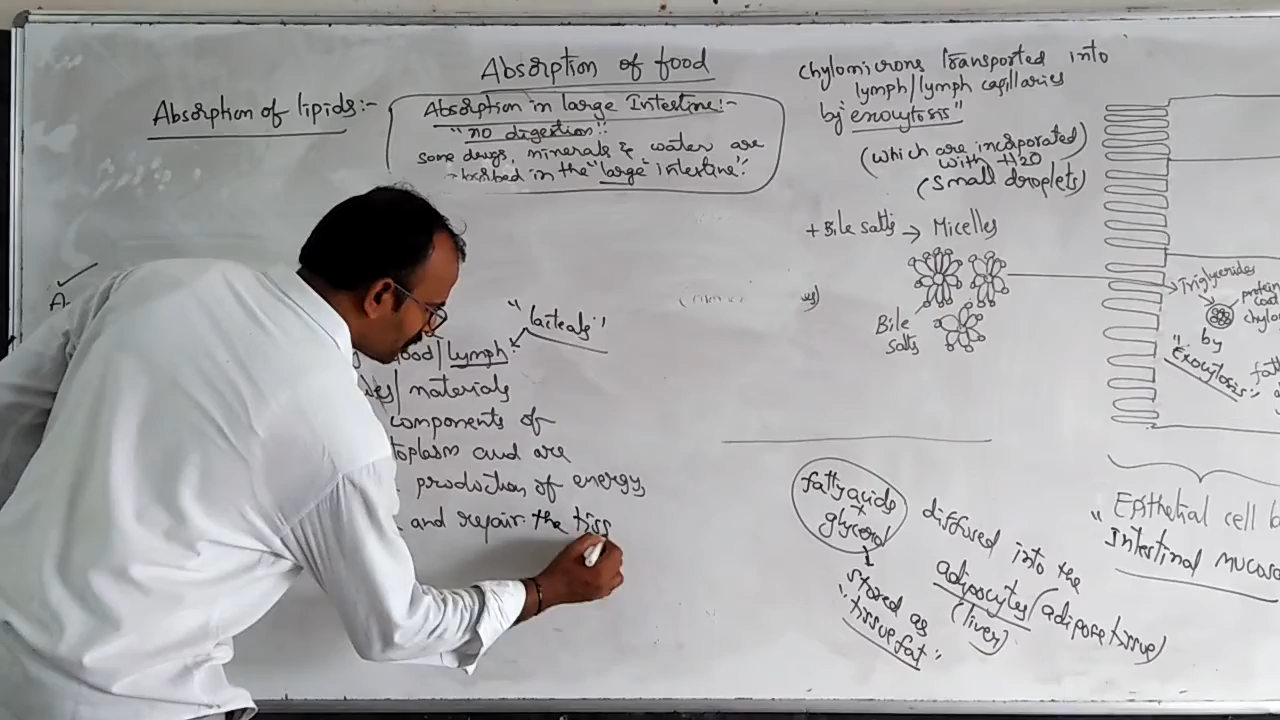 Absorption of food
Absorption of lipids:-
Absorption in large Intestine:-
"no digestion":
some drugs, minerals & water are
in the "large" intestine".
chylomicrons transported into
lymph/lymph capillaries
by "exocytosis"
(which are incorporated)
with H2O
(small droplets)
+ Bile salts → Micelles
Bile
salts
Triglycerides
protein
coat
chylo
by
"Exocytosis"
fat
A.
"lacteals"
ood/lymph.
materials
components of
toplasm and are
production of energy
and repair the tiss
fatty acids
+
glycerol
stored as
"tissue fat"
diffused into the
adipocytes/adipose tissue)
(liver)
Epithelial cell b
"Intestinal mucosa